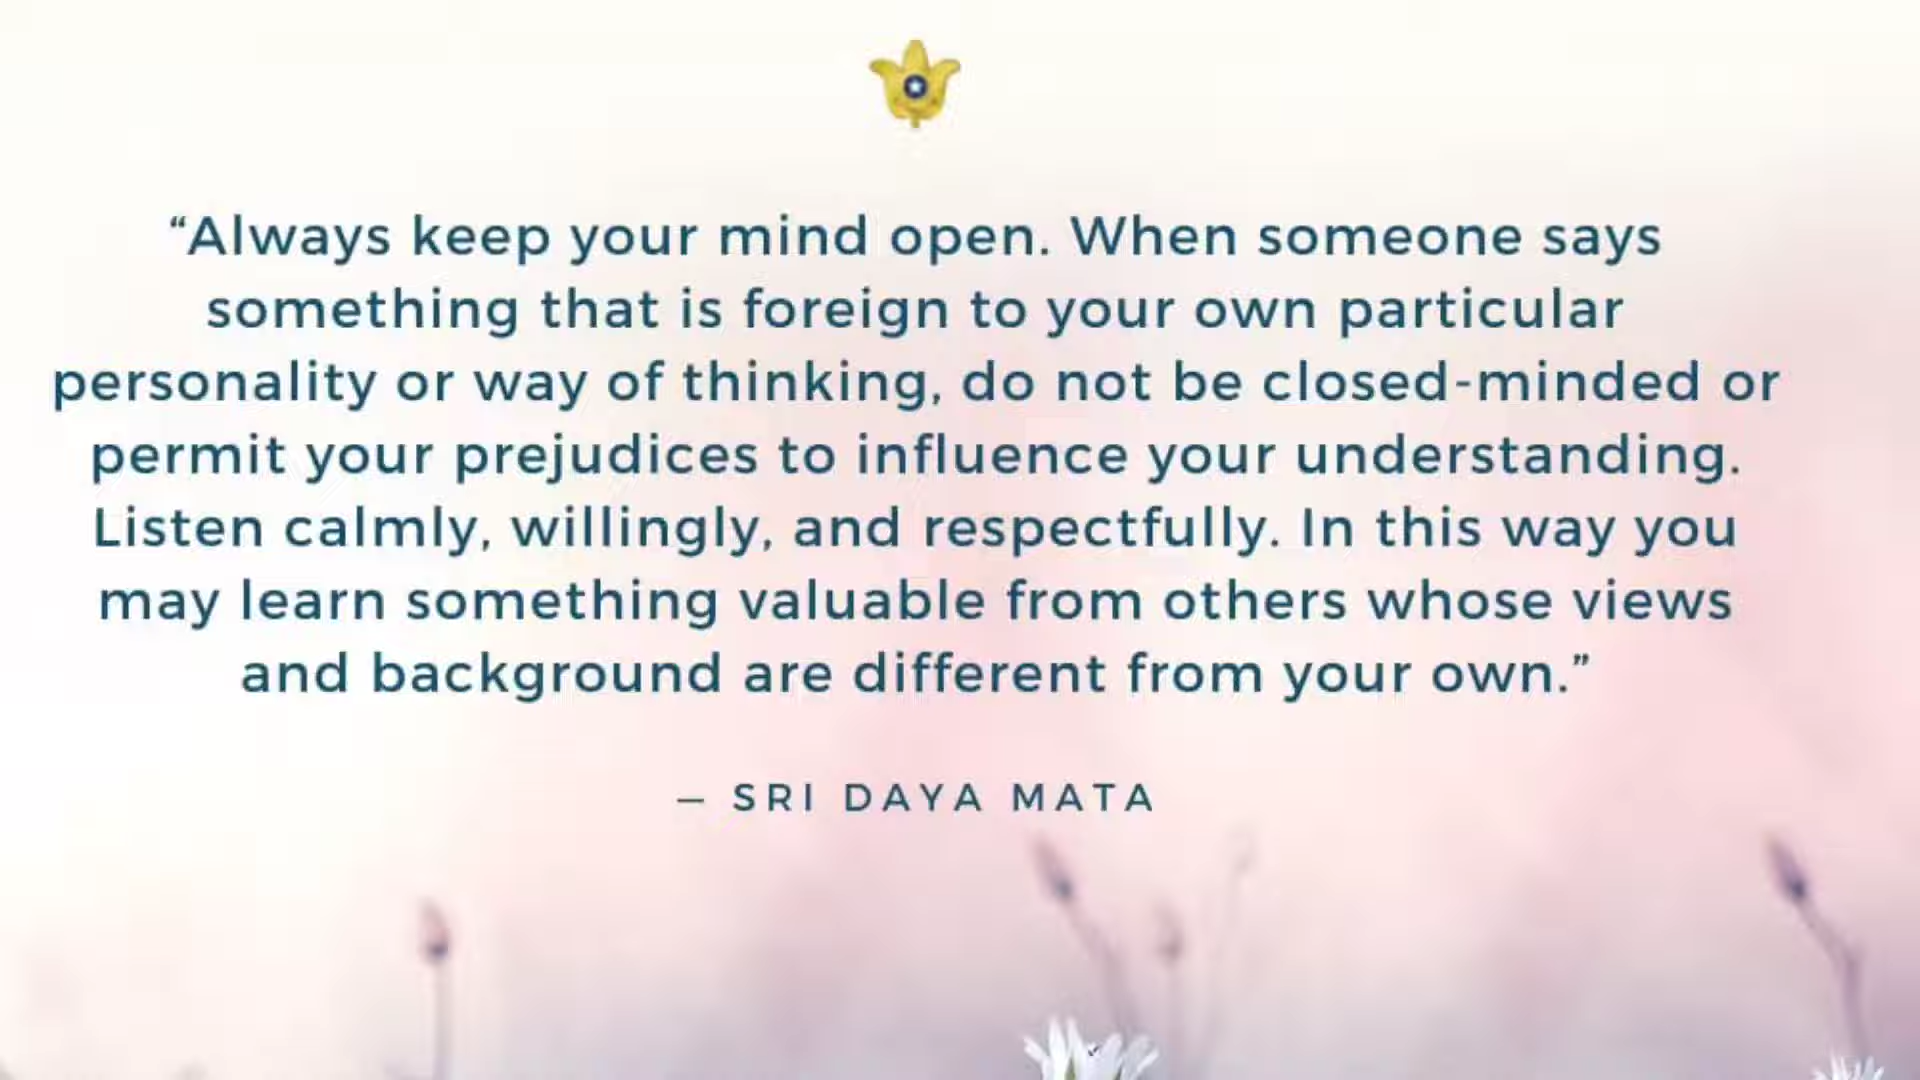 “Always keep your mind open. When someone says
something that is foreign to your own particular
personality or way of thinking, do not be closed-minded or
permit your prejudices to influence your understanding.
Listen calmly, willingly, and respectfully. In this way you
may learn something valuable from others whose views
and background are different from your own.”
– SRI DAYA MATA